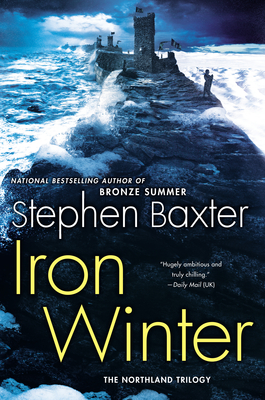 NATIONAL BESTSELLING AUTHOR OF
BRONZE SUMMER
Stephen Baxter
Iron
"Hugely ambitious and
truly chilling."
—Daily Mail (UK)
Winter
THE NORTHLAND TRILOGY